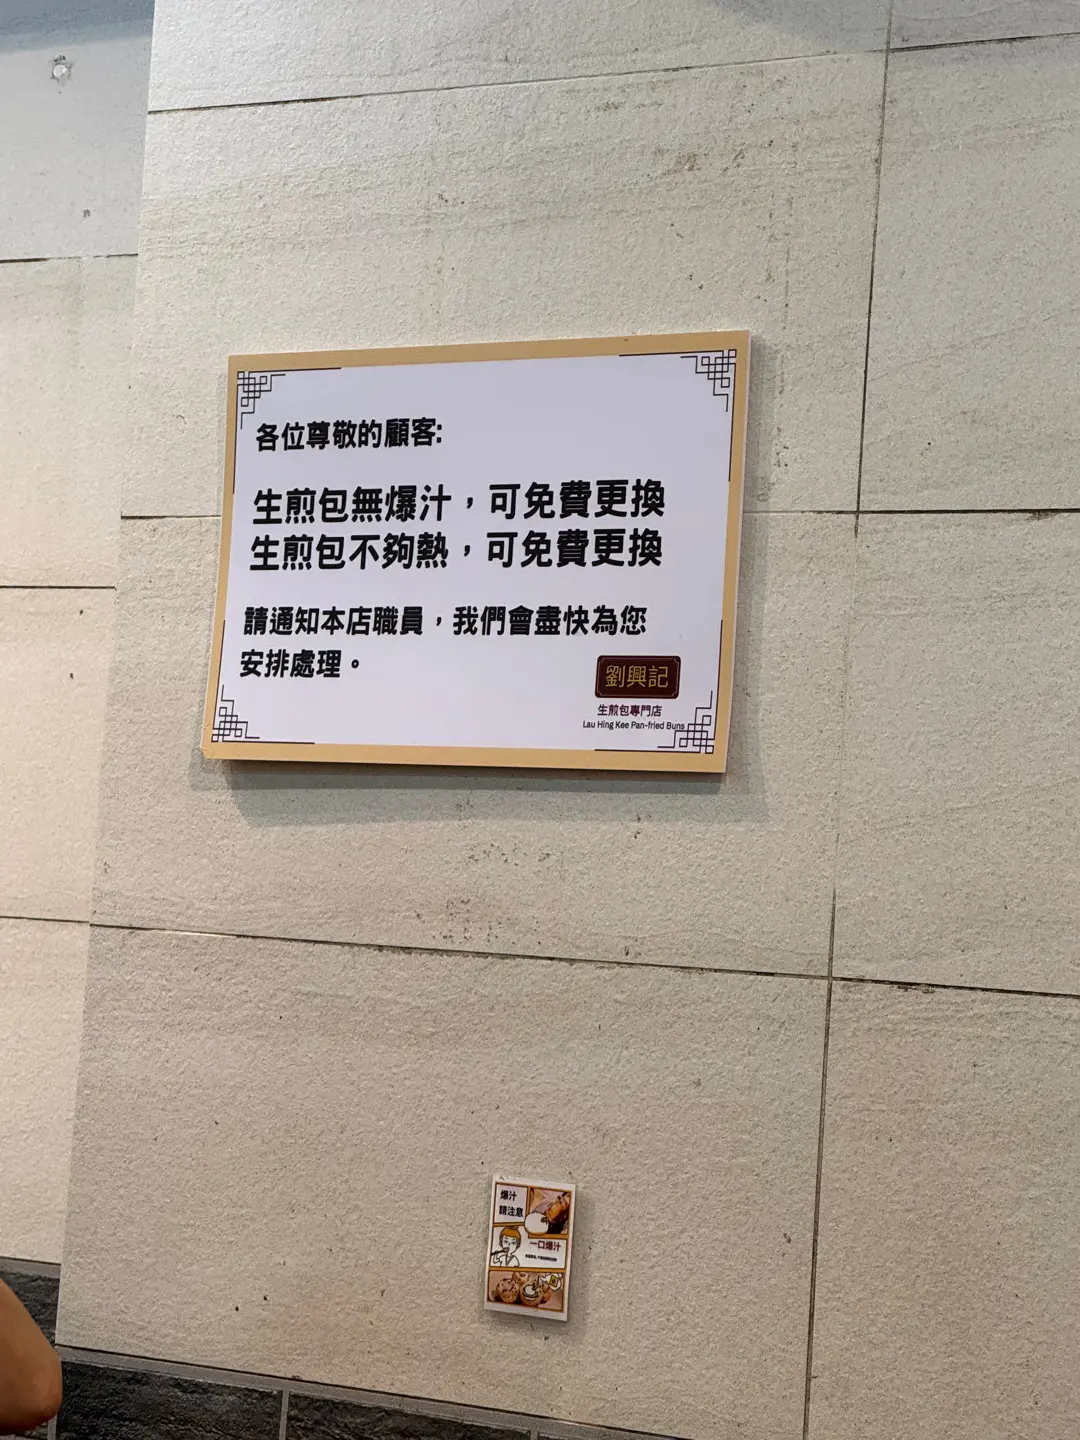 各位尊敬的顧客:
生煎包無爆汁，可免費更換
生煎包不夠熱，可免費更換
請通知本店職員，我們會盡快為您
安排處理。
劉興記
生煎包專門店
Lau Hing Kee Pan-fried Buns
爆汁
請注意
一口爆汁